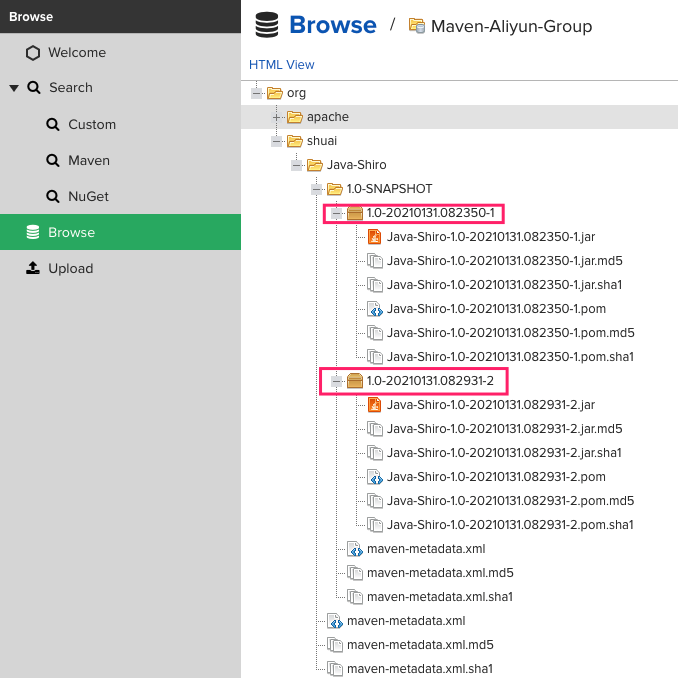 Browse
Welcome
Search
Custom
Maven
NuGet
Browse
Upload
Browse / Maven-Aliyun-Group
HTML View
org
apache
shuai
Java-Shiro
1.0-SNAPSHOT
1.0-20210131.082350-1
Java-Shiro-1.0-20210131.082350-1.jar
Java-Shiro-1.0-20210131.082350-1.jar.md5
Java-Shiro-1.0-20210131.082350-1.jar.sha1
Java-Shiro-1.0-20210131.082350-1.pom
Java-Shiro-1.0-20210131.082350-1.pom.md5
Java-Shiro-1.0-20210131.082350-1.pom.sha1
1.0-20210131.082931-2
Java-Shiro-1.0-20210131.082931-2.jar
Java-Shiro-1.0-20210131.082931-2.jar.md5
Java-Shiro-1.0-20210131.082931-2.jar.sha1
Java-Shiro-1.0-20210131.082931-2.pom
Java-Shiro-1.0-20210131.082931-2.pom.md5
Java-Shiro-1.0-20210131.082931-2.pom.sha1
maven-metadata.xml
maven-metadata.xml.md5
maven-metadata.xml.sha1
maven-metadata.xml
maven-metadata.xml.md5
maven-metadata.xml.sha1